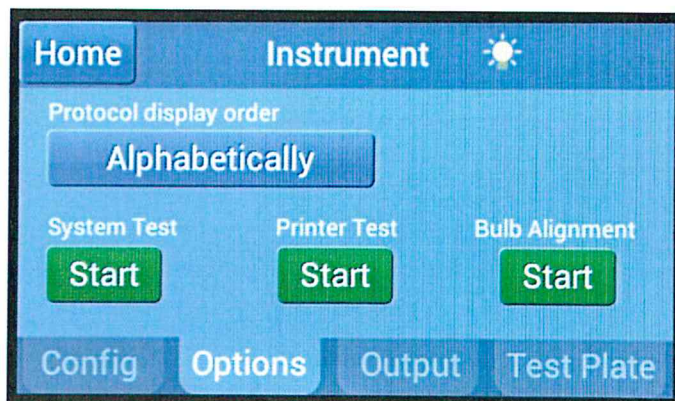 Home Instrument
Protocol display order
Alphabetically
System Test Printer Test Bulb Alignment
Start Start Start
Config Options Output Test Plate